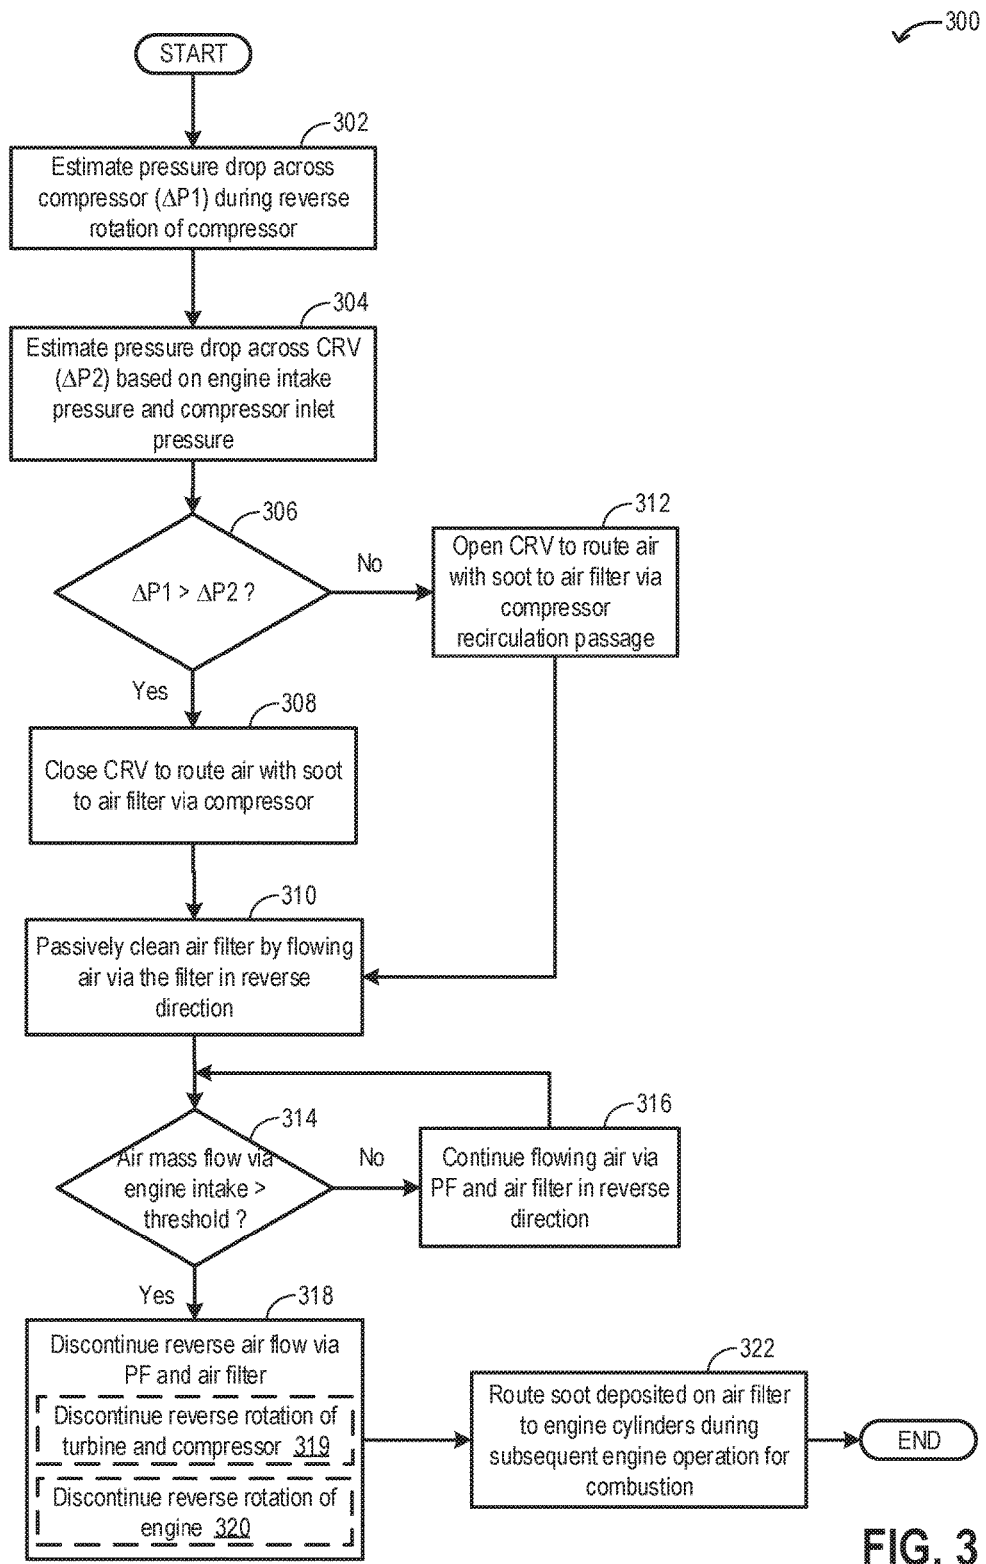 300
START
302
Estimate pressure drop across
compressor (ΔP1) during reverse
rotation of compressor
304
Estimate pressure drop across CRV
(ΔP2) based on engine intake
pressure and compressor inlet
pressure
306
ΔP1 > ΔP2 ?
No
312
Open CRV to route air
with soot to air filter via
compressor
recirculation passage
Yes
308
Close CRV to route air with soot
to air filter via compressor
310
Passively clean air filter by flowing
air via the filter in reverse
direction
314
Air mass flow via
engine intake >
threshold ?
No
316
Continue flowing air via
PF and air filter in reverse
direction
Yes
318
Discontinue reverse air flow via
PF and air filter
Discontinue reverse rotation of
turbine and compressor 319
Discontinue reverse rotation of
engine 320
322
Route soot deposited on air filter
to engine cylinders during
subsequent engine operation for
combustion
END
FIG. 3